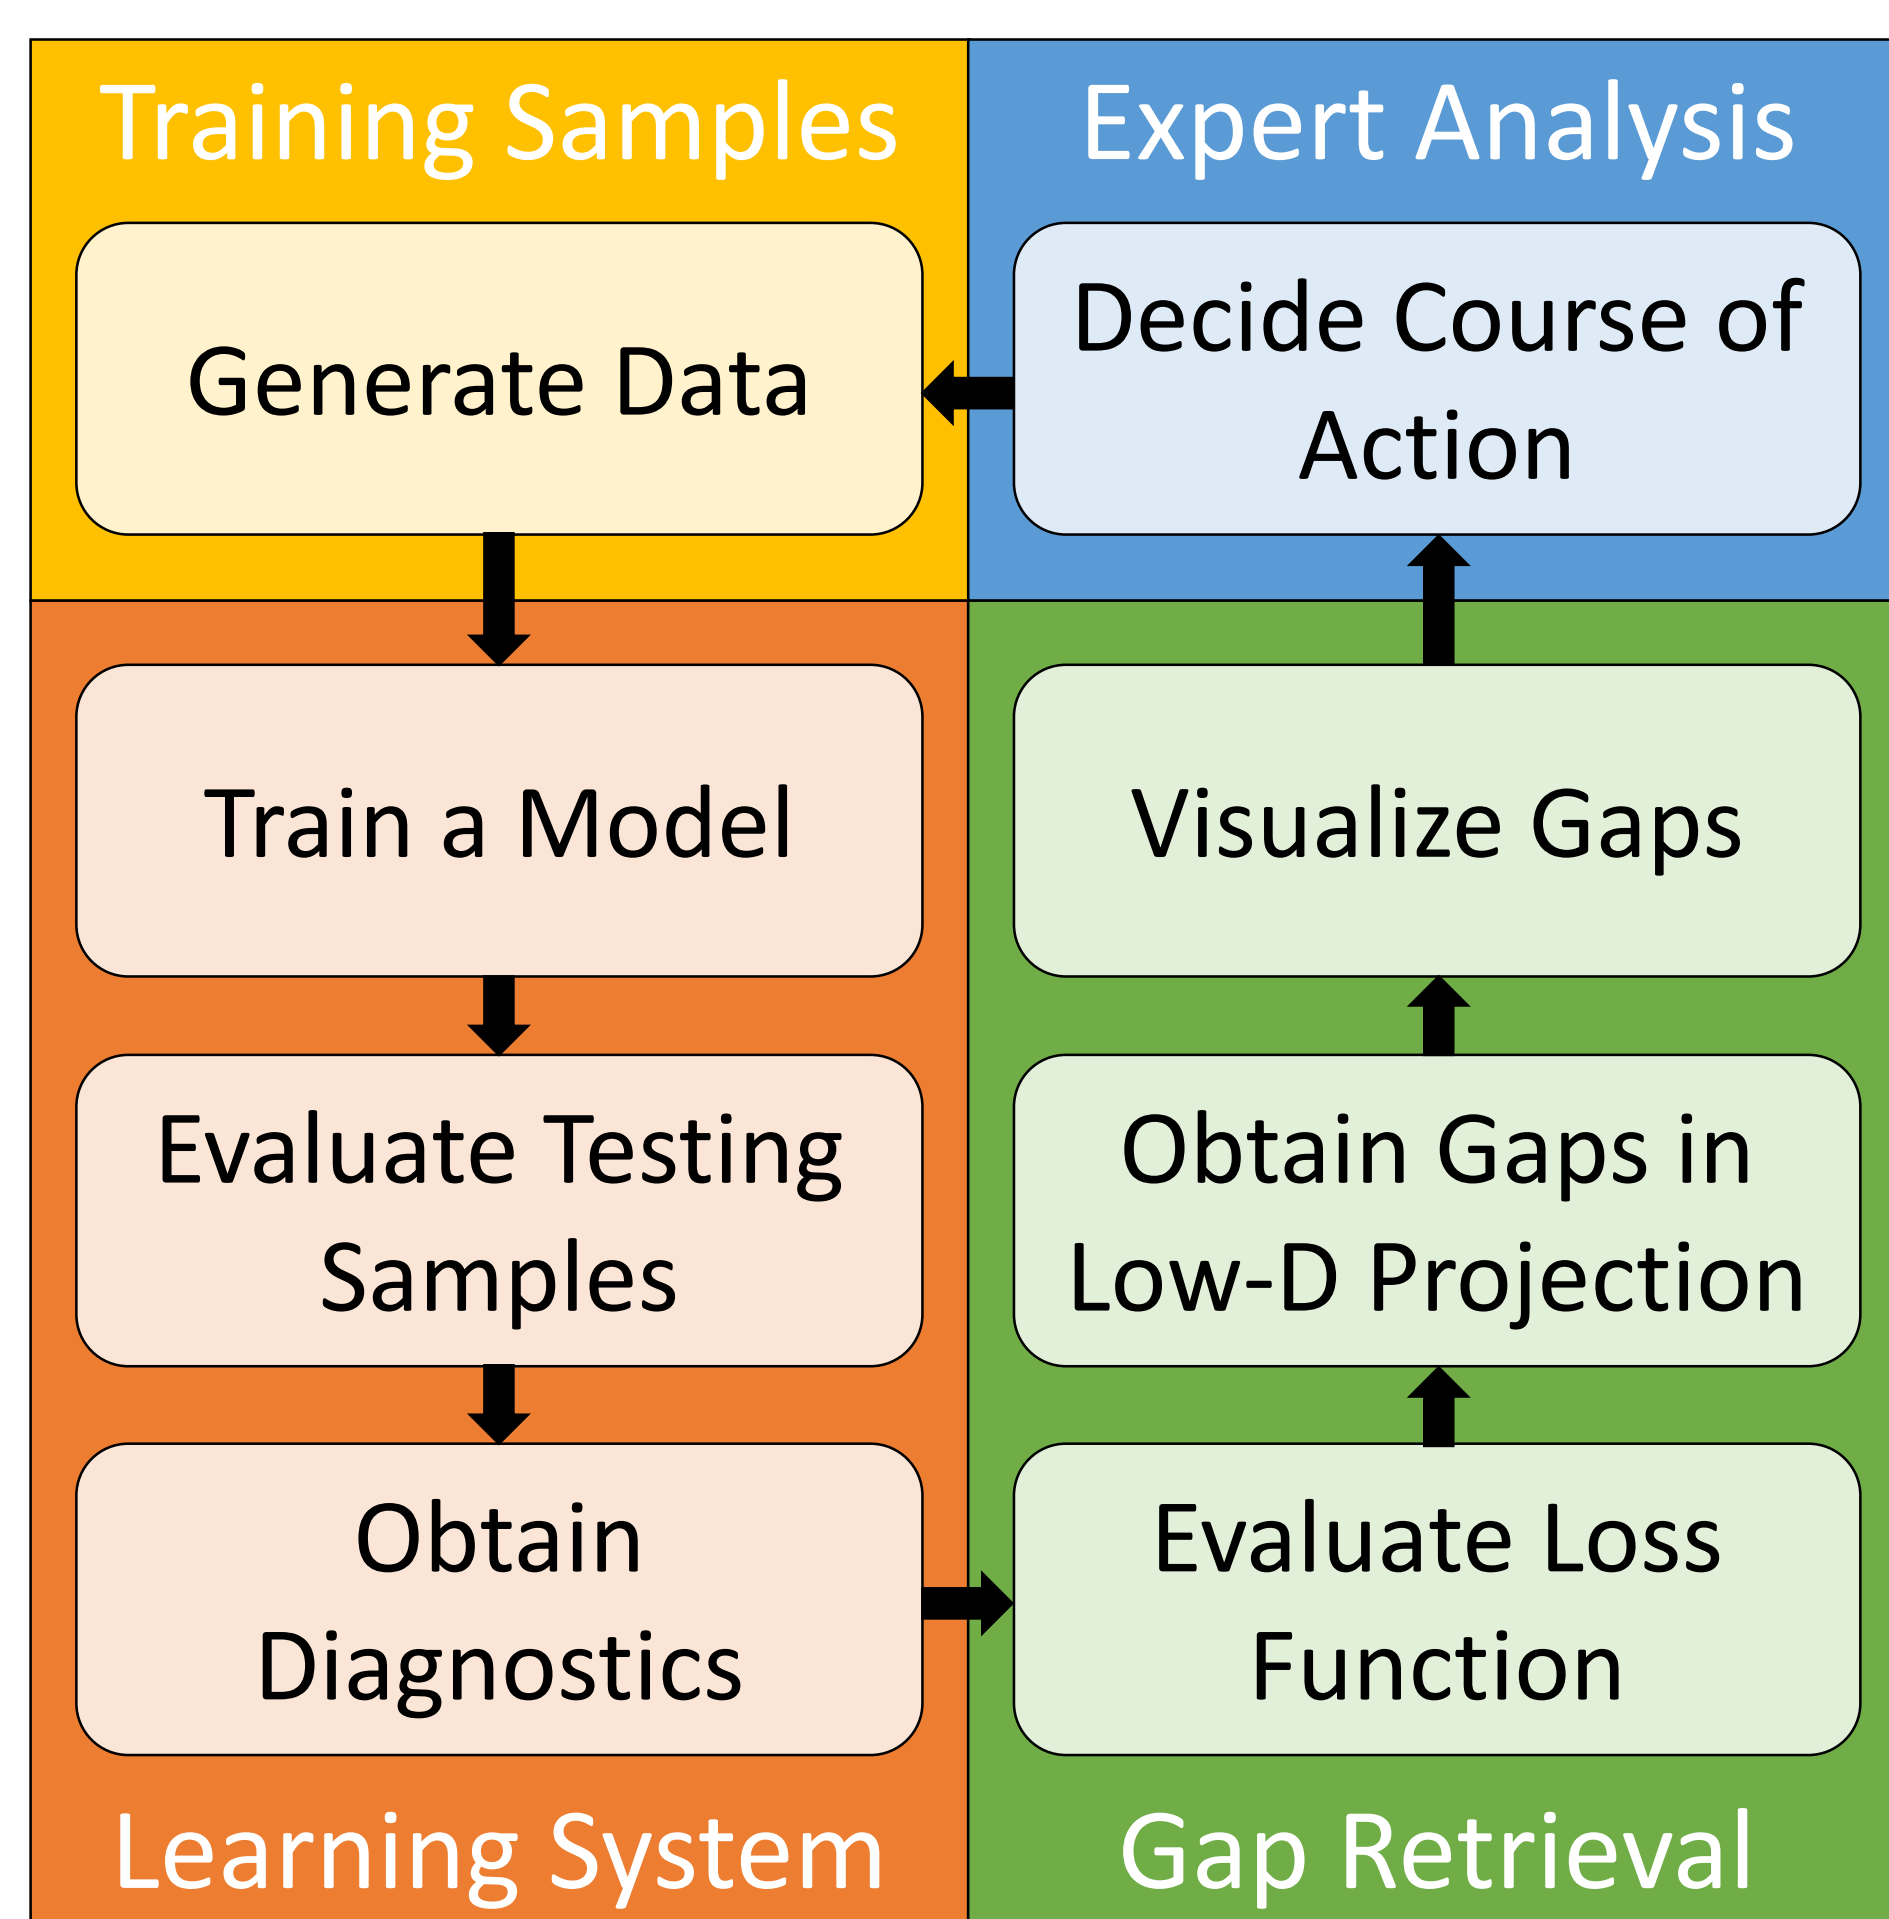 Training Samples
Generate Data
Expert Analysis
Decide Course of
Action
Train a Model
Evaluate Testing
Samples
Obtain
Diagnostics
Learning System
Visualize Gaps
Obtain Gaps in
Low-D Projection
Evaluate Loss
Function
Gap Retrieval